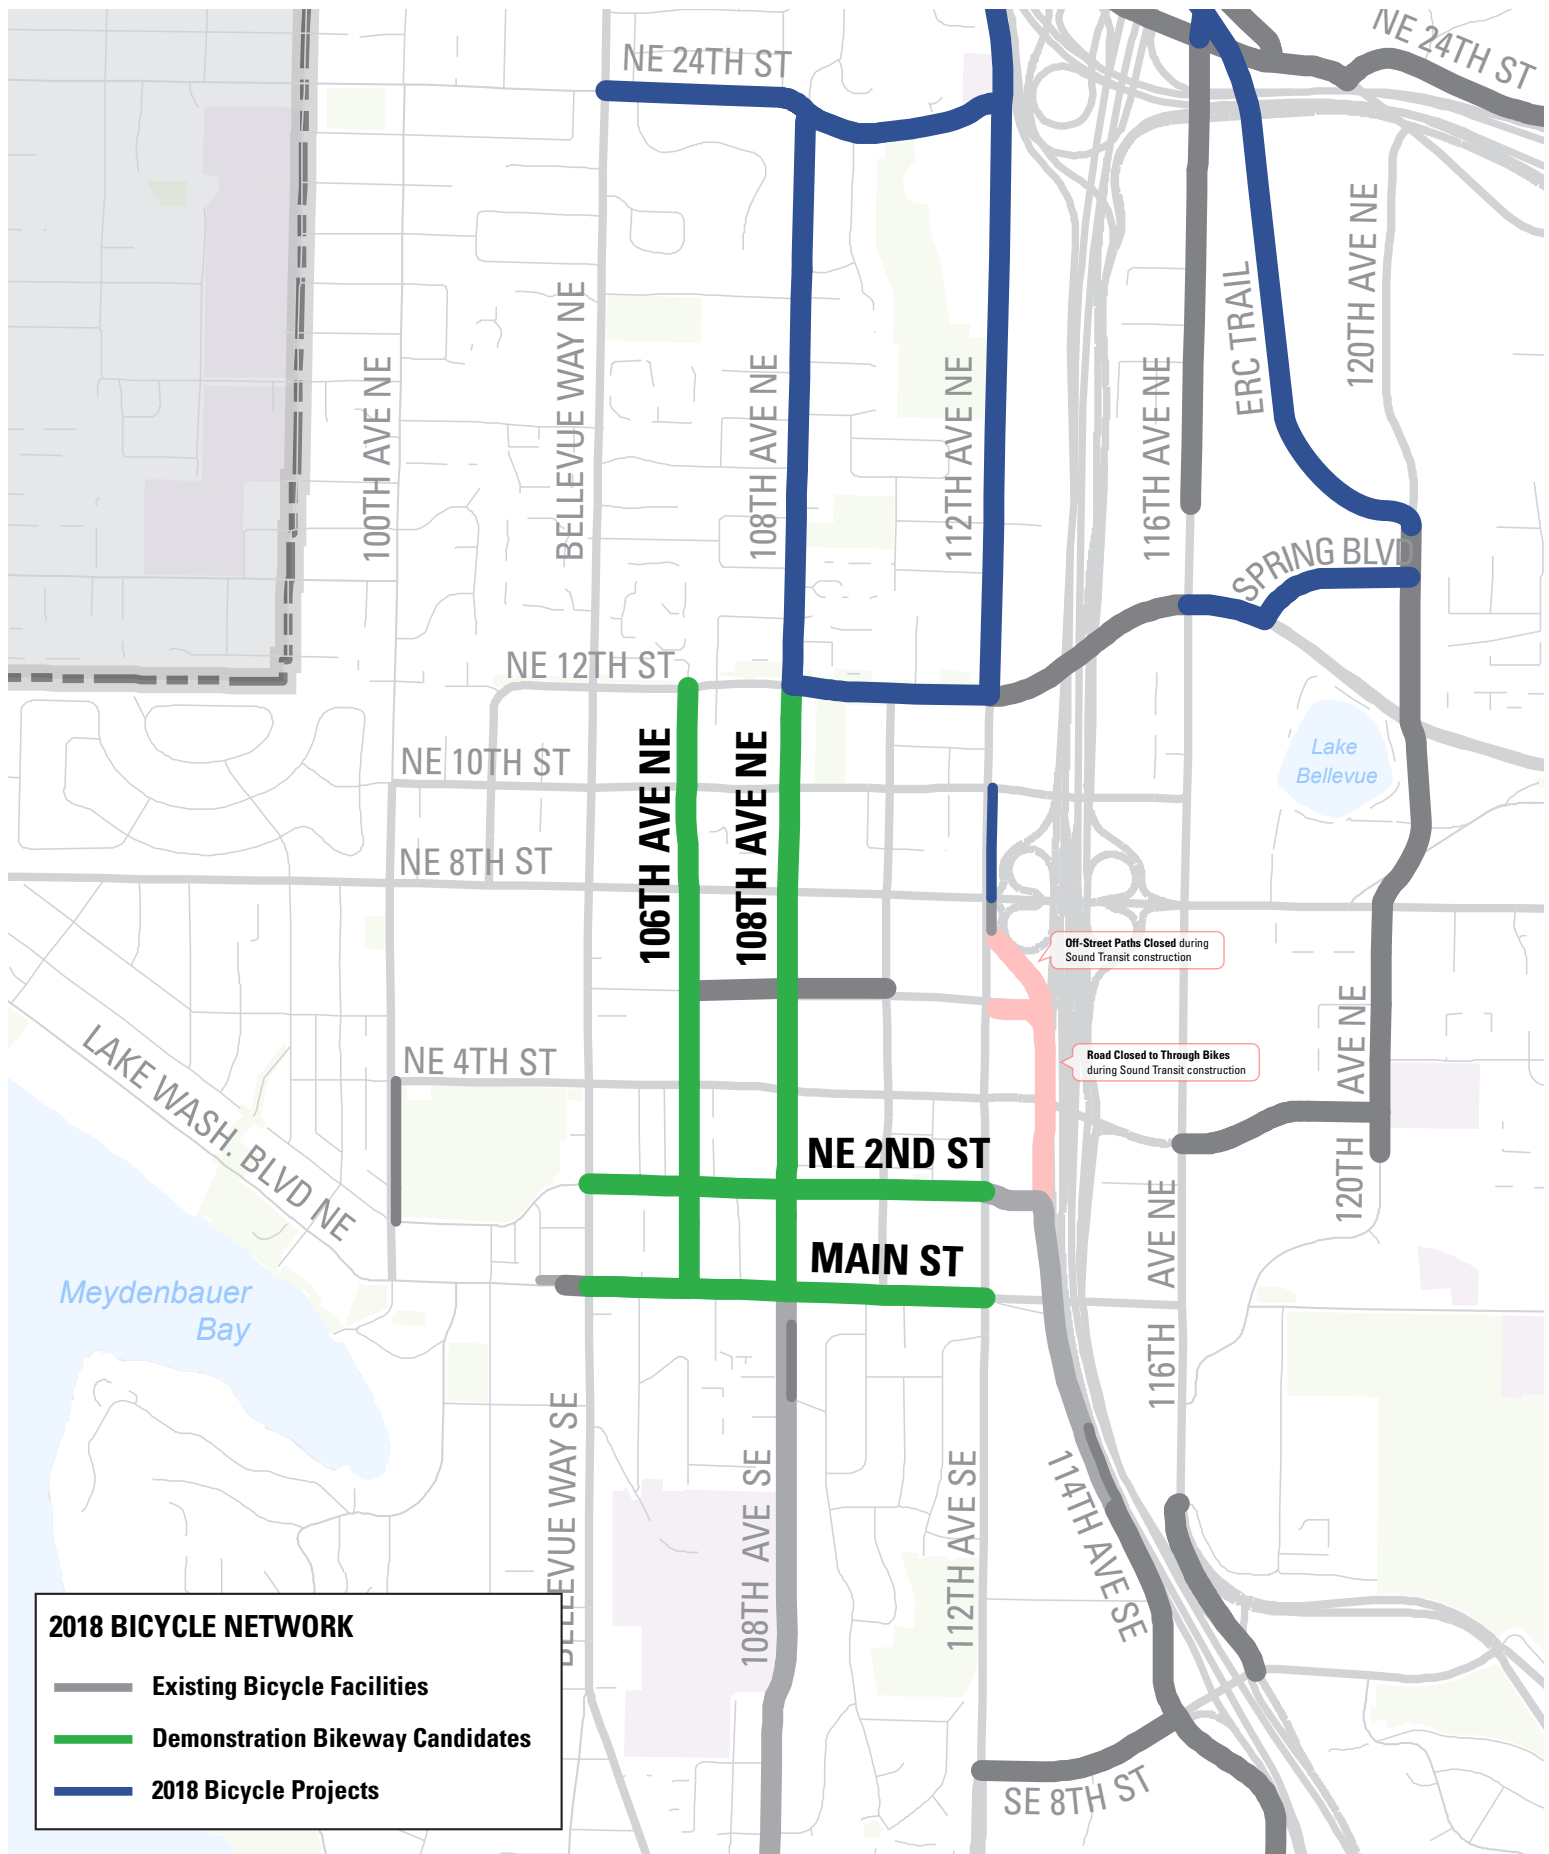 NE 24TH ST
NE 24TH ST
120TH AVE NE
ERC TRAIL
BELLEVUE WAY NE
100TH AVE NE
108TH AVE NE
112TH AVE NE
116TH AVE NE
SPRING BLVD
NE 12TH ST
106TH AVE NE
108TH AVE NE
NE 10TH ST
Lake
Bellevue
NE 8TH ST
Off-Street Paths Closed during
Sound Transit construction
LAKE WASH. BLVD NE
NE 4TH ST
Road Closed to Through Bikes
during Sound Transit construction
120TH AVE NE
NE 2ND ST
116TH AVE NE
MAIN ST
Meydenbauer
Bay
BELLEVUE WAY SE
108TH AVE SE
112TH AVE SE
114TH AVE SE
SE 8TH ST
2018 BICYCLE NETWORK
Existing Bicycle Facilities
Demonstration Bikeway Candidates
2018 Bicycle Projects